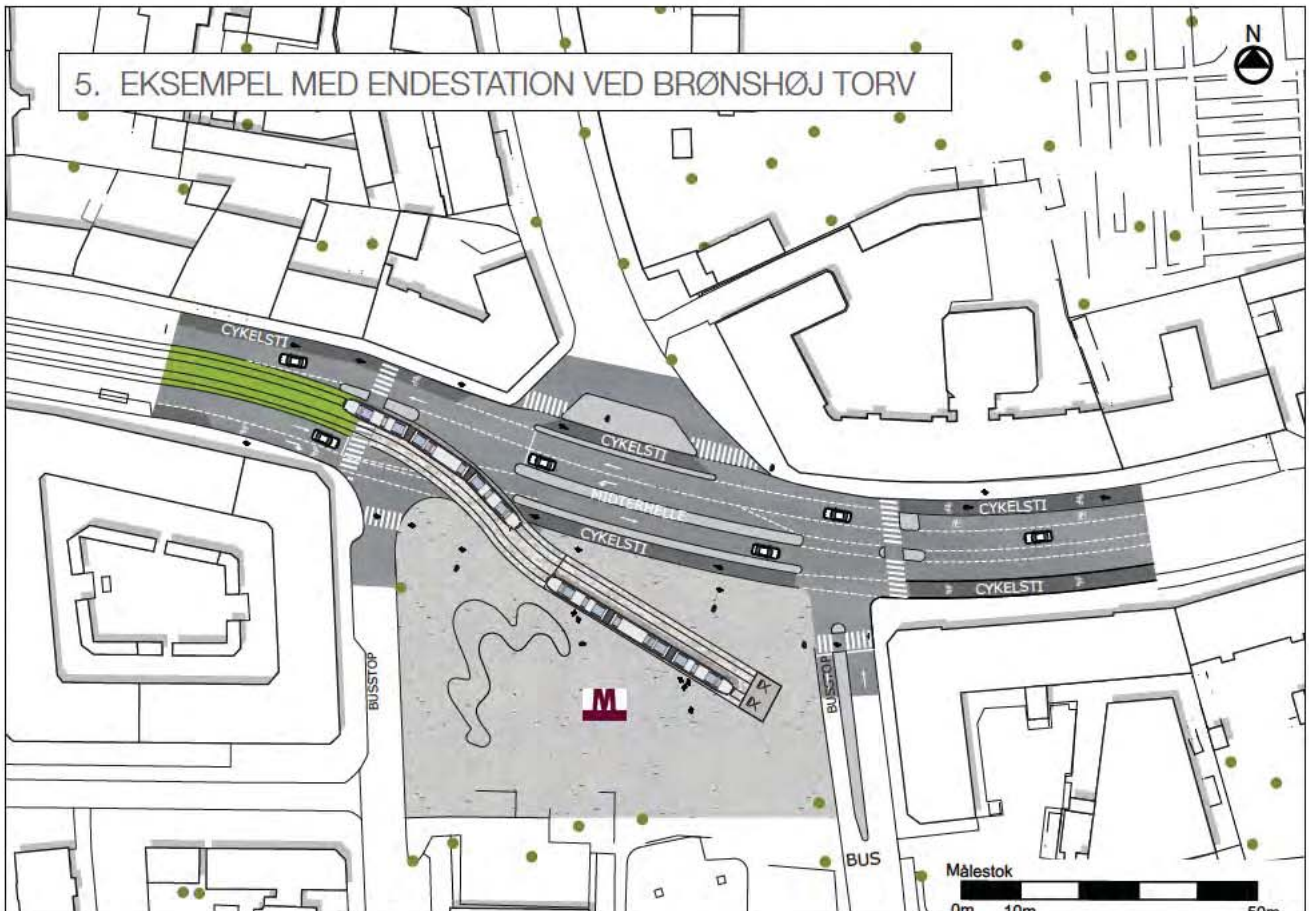 5. EKSEMPEL MED ENDESTATION VED BRØNSHØJ TORV
N
CYKELSTI
CYKELSTI
MIDTERHELLE
CYKELSTI
CYKELSTI
CYKELSTI
BUSSTOP
BUSSTOP
M
BUS
Målestok
0m 10m 50m